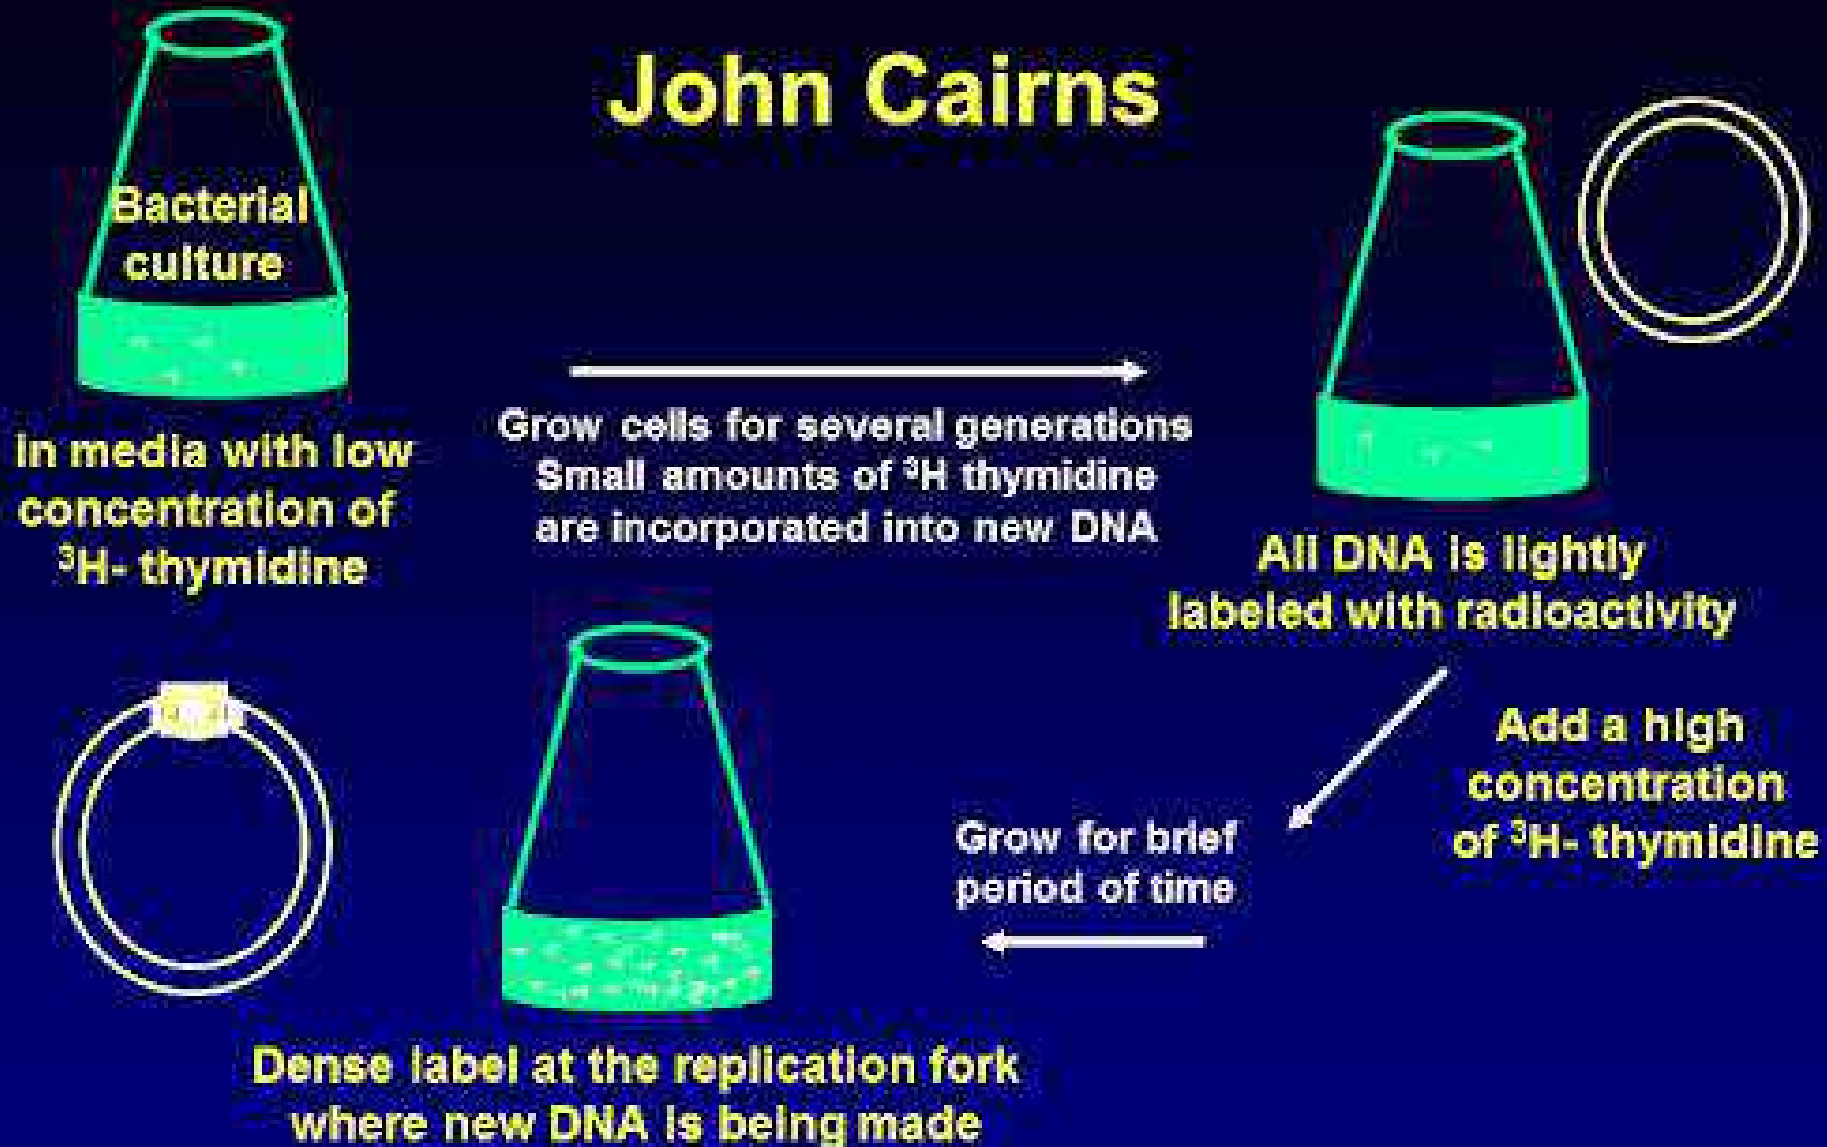 John Cairns
Bacterial
culture
in media with low
concentration of
³H- thymidine
Grow cells for several generations
Small amounts of ³H thymidine
are incorporated into new DNA
All DNA is lightly
labeled with radioactivity
Add a high
concentration
of ³H- thymidine
Grow for brief
period of time
Dense label at the replication fork
where new DNA is being made